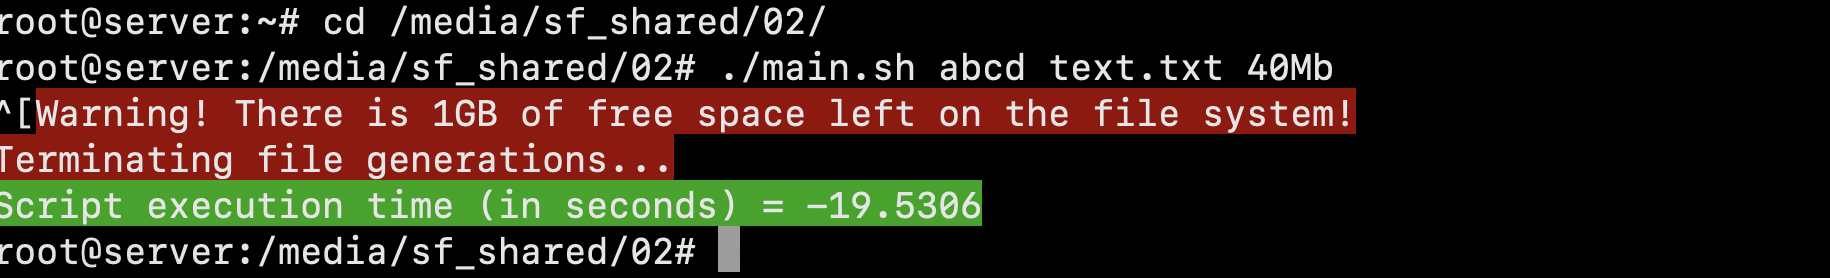 root@server:~# cd /media/sf_shared/02/
root@server:/media/sf_shared/02# ./main.sh abcd text.txt 40Mb
^[Warning! There is 1GB of free space left on the file system!
Terminating file generations...
Script execution time (in seconds) = -19.5306
root@server:/media/sf_shared/02#